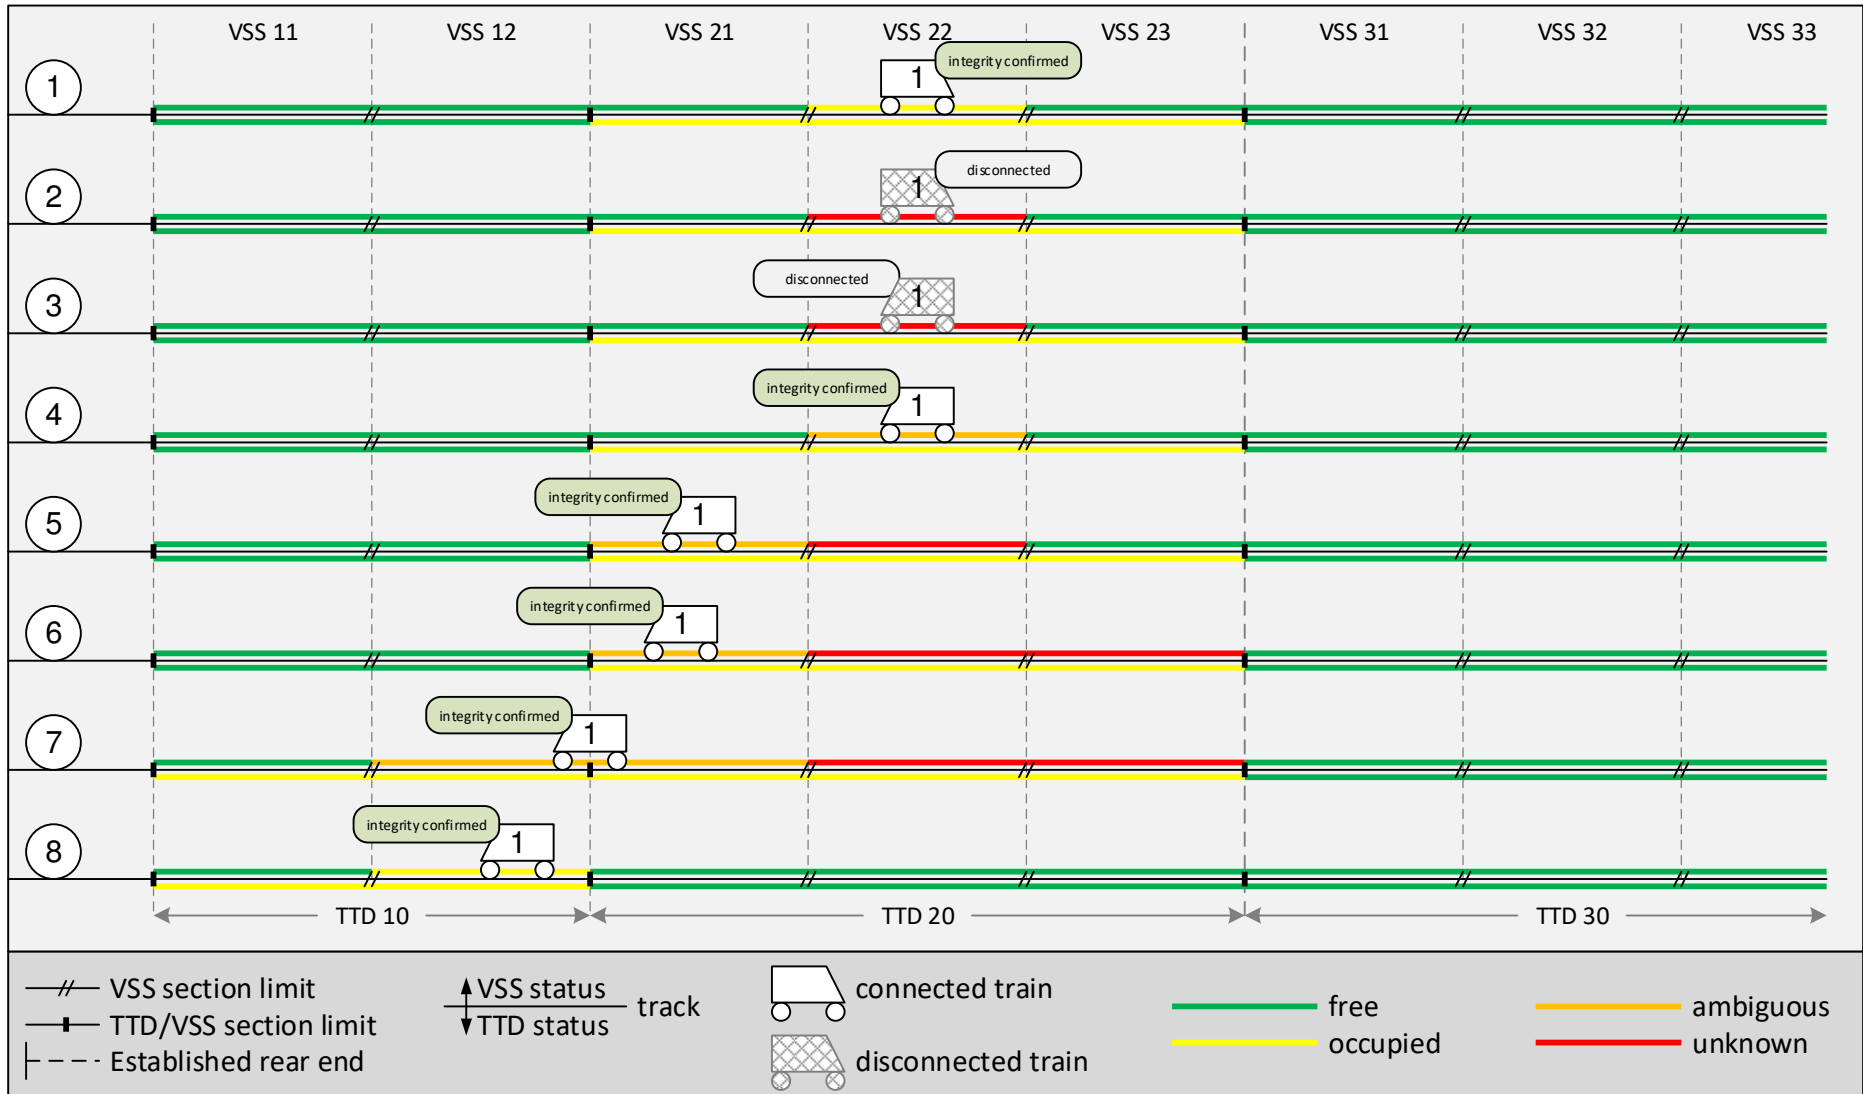 VSS 11 VSS 12 VSS 21 VSS 22 VSS 23 VSS 31 VSS 32 VSS 33
1 1 integrity confirmed
2 1 disconnected
3 disconnected 1
4 integrity confirmed 1
5 integrity confirmed 1
6 integrity confirmed 1
7 integrity confirmed 1
8 integrity confirmed 1
TTD 10 TTD 20 TTD 30
VSS section limit
TTD/VSS section limit
Established rear end
VSS status
TTD status
track
connected train
disconnected train
free
occupied
ambiguous
unknown